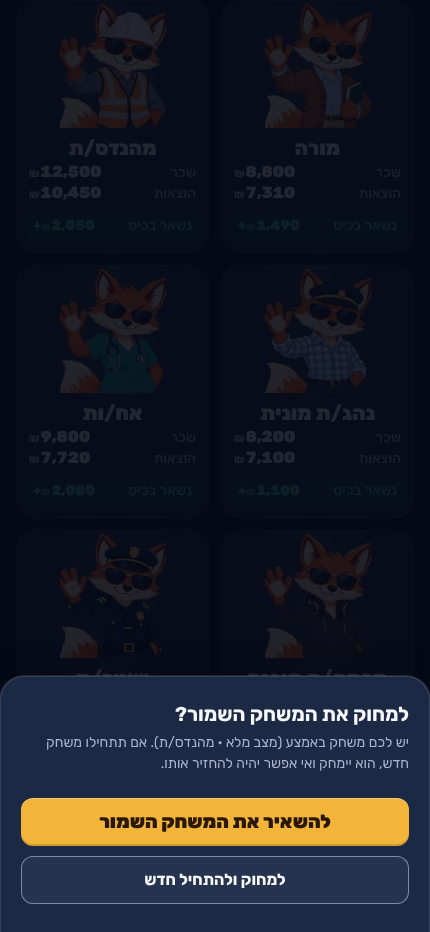 מורה
שכר ₪8,800
הוצאות ₪7,310
נשאר בכיס +₪1,490
מהנדס/ת
שכר ₪12,500
הוצאות ₪10,450
נשאר בכיס +₪2,050
נהג/ת מונית
שכר ₪8,200
הוצאות ₪7,100
נשאר בכיס +₪1,100
אח/ות
שכר ₪9,800
הוצאות ₪7,720
נשאר בכיס +₪2,080
למחוק את המשחק השמור?
יש לכם משחק באמצע (מצב מלא · מהנדס/ת). אם תתחילו משחק
חדש, הוא יימחק ואי אפשר יהיה להחזיר אותו.
להשאיר את המשחק השמור
למחוק ולהתחיל חדש